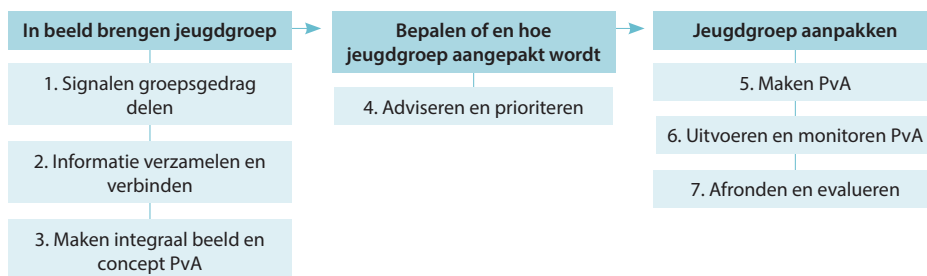 In beeld brengen jeugdgroep
1. Signalen groepsgedrag
delen
2. Informatie verzamelen en
verbinden
3. Maken integraal beeld en
concept PvA
Bepalen of en hoe
jeugdgroep aangepakt wordt
4. Adviseren en prioriteren
Jeugdgroep aanpakken
5. Maken PvA
6. Uitvoeren en monitoren PvA
7. Afronden en evalueren